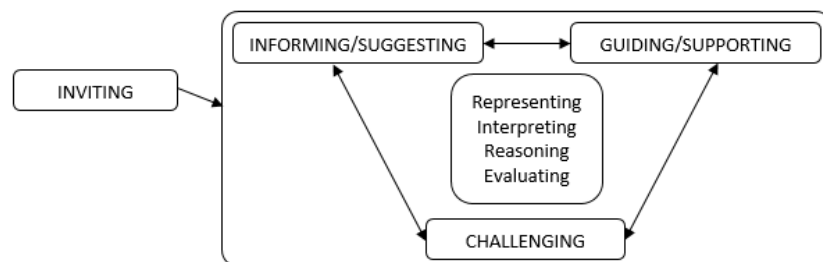 INFORMING/SUGGESTING
GUIDING/SUPPORTING
INVITING
Representing
Interpreting
Reasoning
Evaluating
CHALLENGING